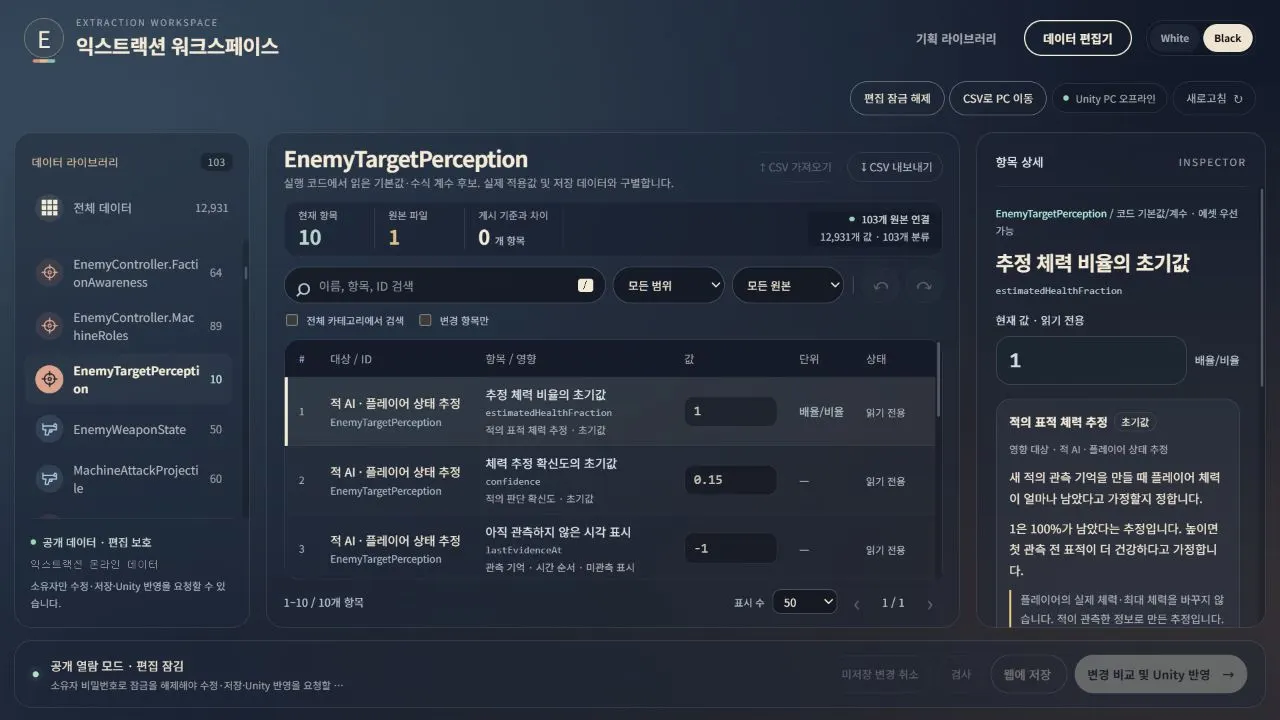 E
EXTRACTION WORKSPACE
익스트랙션 워크스페이스
기획 라이브러리
데이터 편집기
White
Black
편집 잠금 해제
CSV로 PC 이동
Unity PC 오프라인
새로고침 ↻
데이터 라이브러리
103
전체 데이터
12,931
EnemyController.Facti
onAwareness
64
EnemyController.Mac
hineRoles
89
EnemyTargetPercepti
on
10
EnemyWeaponState
50
MachineAttackProjecti
le
60
공개 데이터 · 편집 보호
익스트랙션 온라인 데이터
소유자만 수정·저장·Unity 반영을 요청할 수 있
습니다.
EnemyTargetPerception
실행 코드에서 읽은 기본값·수식 계수 후보. 실제 적용값 및 저장 데이터와 구별합니다.
↑ CSV 가져오기
↓ CSV 내보내기
현재 항목
10
원본 파일
1
게시 기준과 차이
0 개 항목
103개 원본 연결
12,931개 값 · 103개 분류
이름, 항목, ID 검색
/
모든 범위
모든 원본
전체 카테고리에서 검색
변경 항목만
# 대상 / ID 항목 / 영향 값 단위 상태
1
적 AI · 플레이어 상태 추정
EnemyTargetPerception
추정 체력 비율의 초기값
estimatedHealthFraction
적의 표적 체력 추정 · 초기값
1
배율/비율
읽기 전용
2
적 AI · 플레이어 상태 추정
EnemyTargetPerception
체력 추정 확신도의 초기값
confidence
적의 판단 확신도 · 초기값
0.15
—
읽기 전용
3
적 AI · 플레이어 상태 추정
EnemyTargetPerception
아직 관측하지 않은 시각 표시
lastEvidenceAt
관측 기억 · 시간 순서 · 미관측 표시
-1
—
읽기 전용
1–10 / 10개 항목
표시 수
50
‹ 1 / 1 ›
항목 상세
INSPECTOR
EnemyTargetPerception / 코드 기본값/계수 · 에셋 우선
가능
추정 체력 비율의 초기값
estimatedHealthFraction
현재 값 · 읽기 전용
1
배율/비율
적의 표적 체력 추정
초기값
영향 대상 · 적 AI · 플레이어 상태 추정
새 적의 관측 기억을 만들 때 플레이어 체력
이 얼마나 남았다고 가정할지 정합니다.
1은 100%가 남았다는 추정입니다. 높이면
첫 관측 전 표적이 더 건강하다고 가정합니
다.
플레이어의 실제 체력·최대 체력을 바꾸지 않
습니다. 적이 관측한 정보로 만든 추정입니다.
공개 열람 모드 · 편집 잠김
소유자 비밀번호로 잠금을 해제해야 수정·저장·Unity 반영을 요청할 ···
미저장 변경 취소
검사
웹에 저장
변경 비교 및 Unity 반영 →